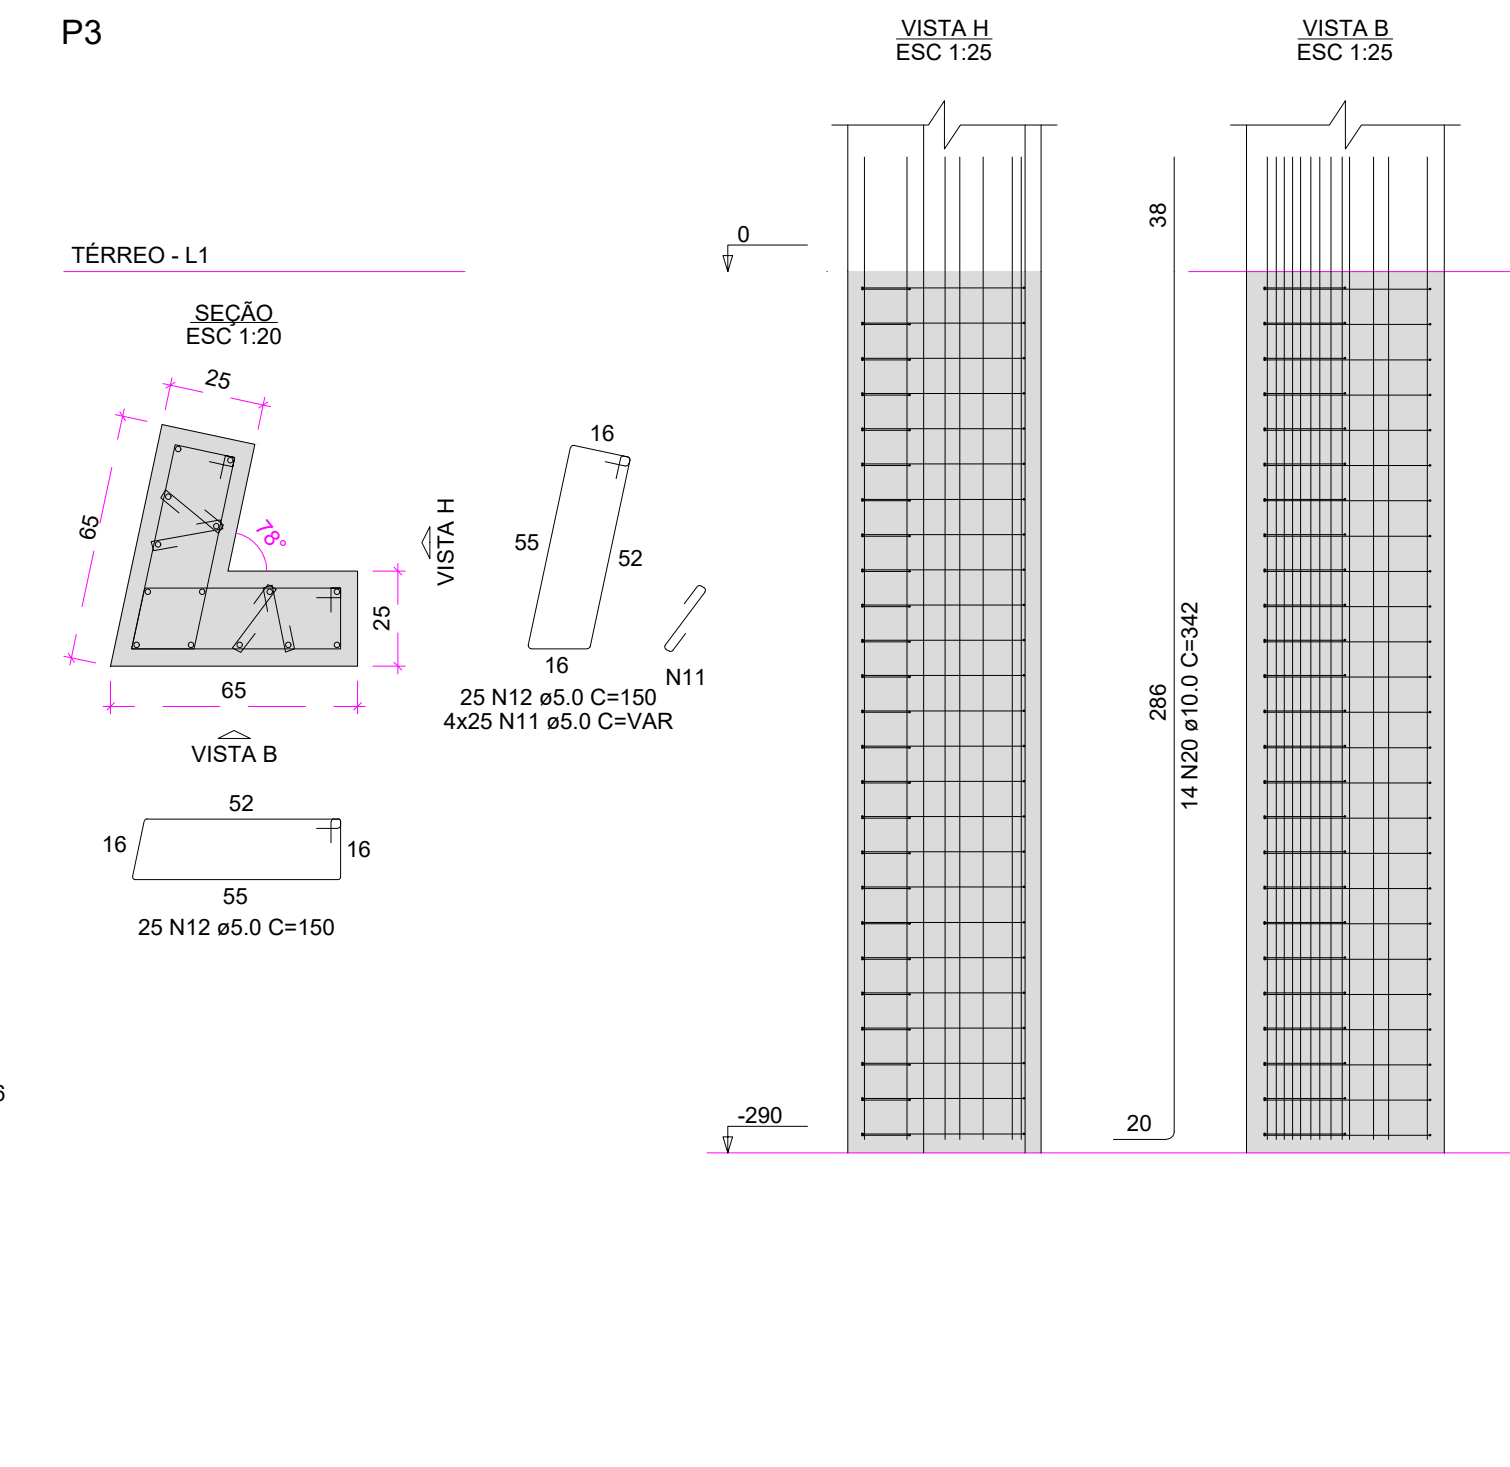 P3
VISTA H
ESC 1:25
VISTA B
ESC 1:25
TÉRREO - L1
0
38
SEÇÃO
ESC 1:20
25
65
78°
VISTA H
25
65
VISTA B
16
55
52
16
N11
25 N12 ø5.0 C=150
4x25 N11 ø5.0 C=VAR
52
16
16
55
25 N12 ø5.0 C=150
286
14 N20 ø10.0 C=342
-290
20
6